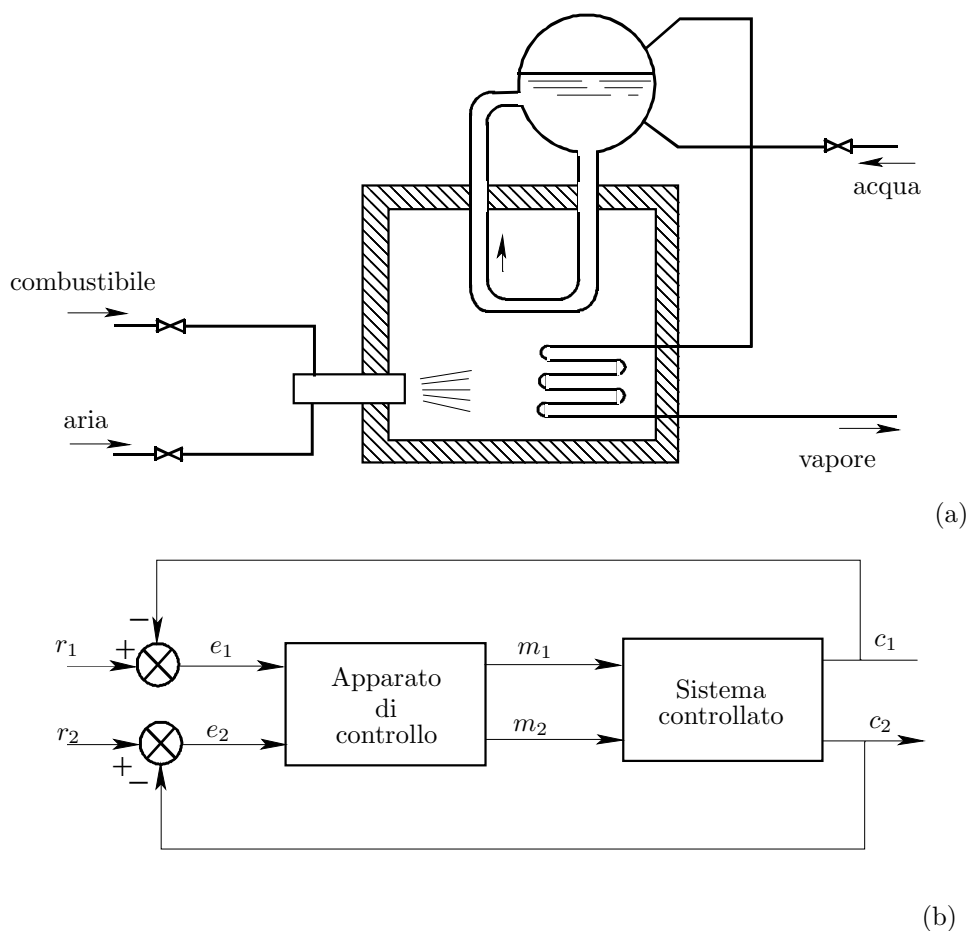 acqua
combustibile
aria
vapore
(a)
−
+
r1
e1
m1
c1
Apparato
di
controllo
Sistema
controllato
r2
e2
m2
c2
+
−
(b)